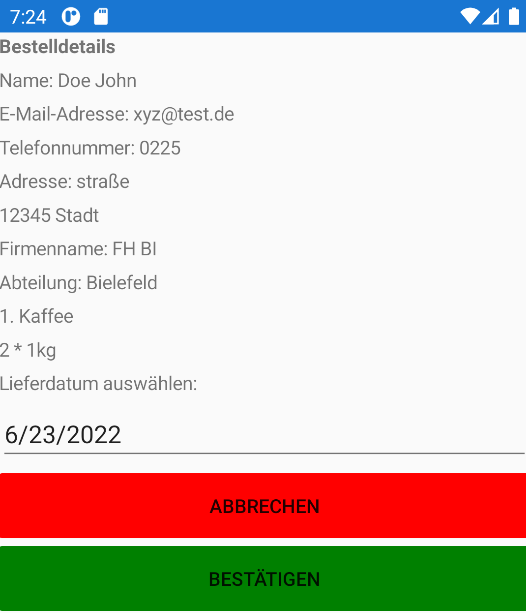 7:24
Bestelldetails
Name: Doe John
E-Mail-Adresse: xyz@test.de
Telefonnummer: 0225
Adresse: straße
12345 Stadt
Firmenname: FH BI
Abteilung: Bielefeld
1. Kaffee
2 * 1kg
Lieferdatum auswählen:
6/23/2022
ABBRECHEN
BESTÄTIGEN